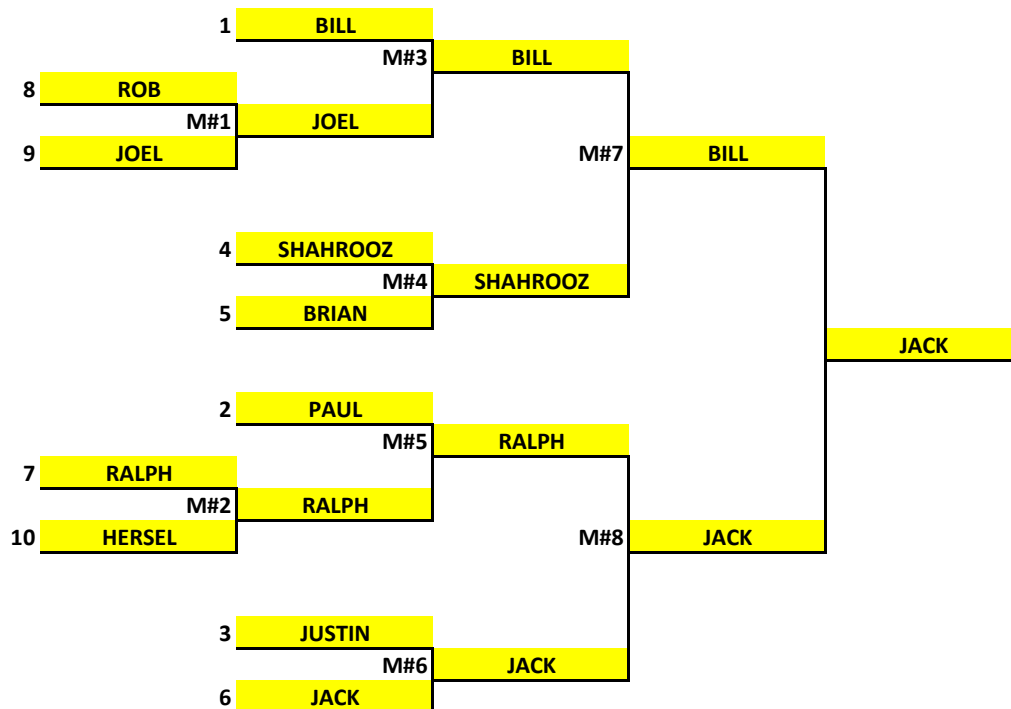 1 BILL
M#3 BILL
8 ROB
M#1 JOEL
9 JOEL
M#7 BILL
4 SHAHROOZ
M#4 SHAHROOZ
5 BRIAN
JACK
2 PAUL
M#5 RALPH
7 RALPH
M#2 RALPH
10 HERSEL
M#8 JACK
3 JUSTIN
M#6 JACK
6 JACK